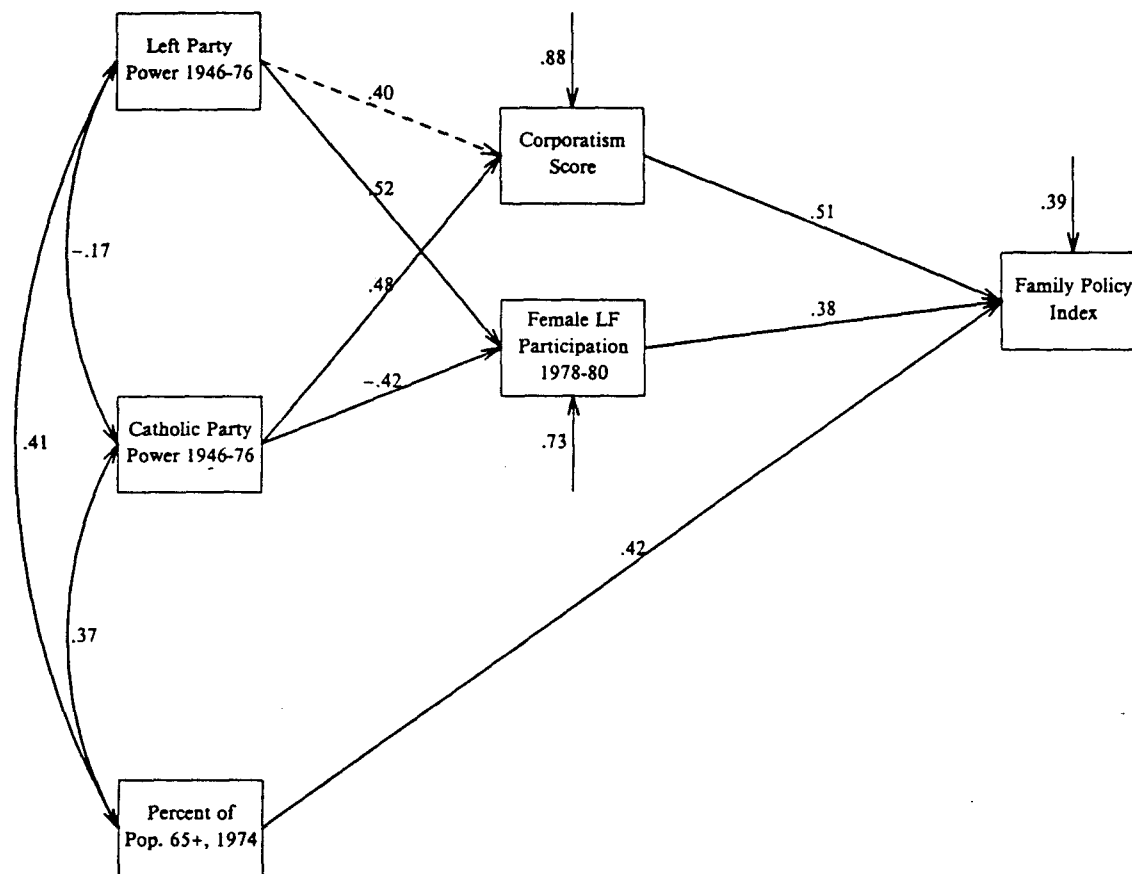 Left Party
Power 1946-76
.88
.40
Corporatism
Score
.52
.51
.39
-.17
.48
Family Policy
Index
Female LF
Participation
1978-80
.38
-.42
.41
Catholic Party
Power 1946-76
.73
.42
.37
Percent of
Pop. 65+, 1974